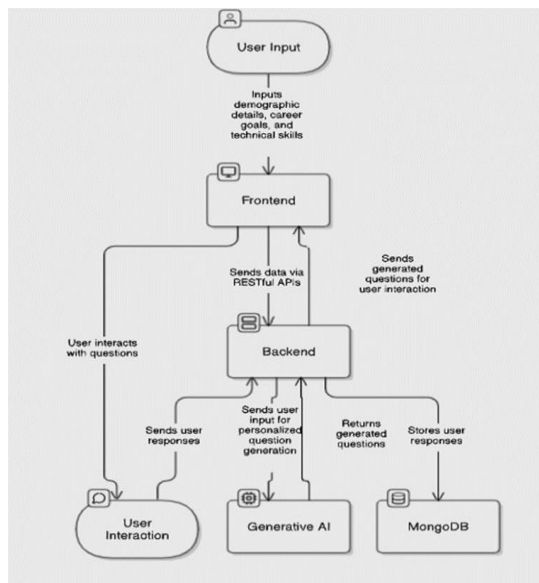 User Input
Inputs
demographic
details, career
goals, and
technical skills
Frontend
Sends data via
RESTful APIs
Sends
generated
questions for
user interaction
User interacts
with questions
Backend
Sends user
responses
Sends user
input for
personalized
question
generation
Returns
generated
questions
Stores user
responses
User
Interaction
Generative AI
MongoDB